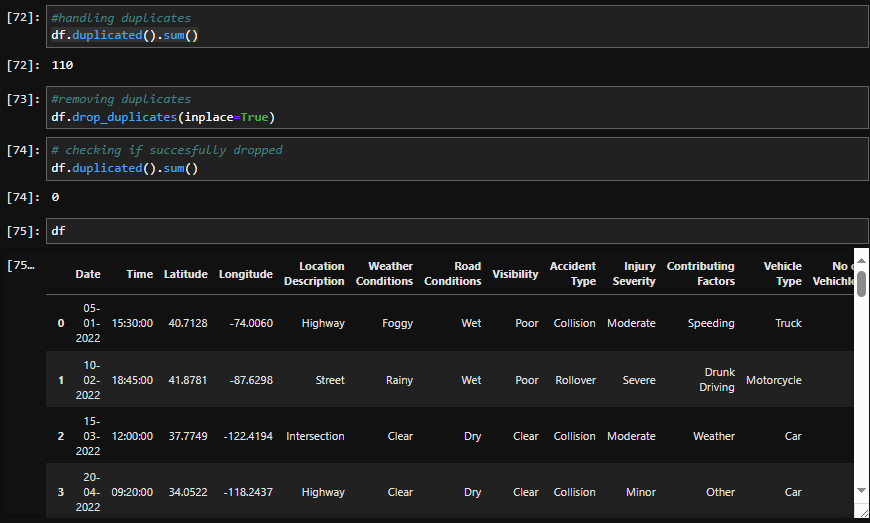 [72]: #handling duplicates
df.duplicated().sum()
[72]: 110
[73]: #removing duplicates
df.drop_duplicates(inplace=True)
[74]: # checking if succesfully dropped
df.duplicated().sum()
[74]: 0
[75]: df
[75...
Date Time Latitude Longitude Location Description Weather Conditions Road Conditions Visibility Accident Type Injury Severity Contributing Factors Vehicle Type No Vehichle
0 05-01-2022 15:30:00 40.7128 -74.0060 Highway Foggy Wet Poor Collision Moderate Speeding Truck
1 10-02-2022 18:45:00 41.8781 -87.6298 Street Rainy Wet Poor Rollover Severe Drunk Driving Motorcycle
2 15-03-2022 12:00:00 37.7749 -122.4194 Intersection Clear Dry Clear Collision Moderate Weather Car
3 20-04-2022 09:20:00 34.0522 -118.2437 Highway Clear Dry Clear Collision Minor Other Car